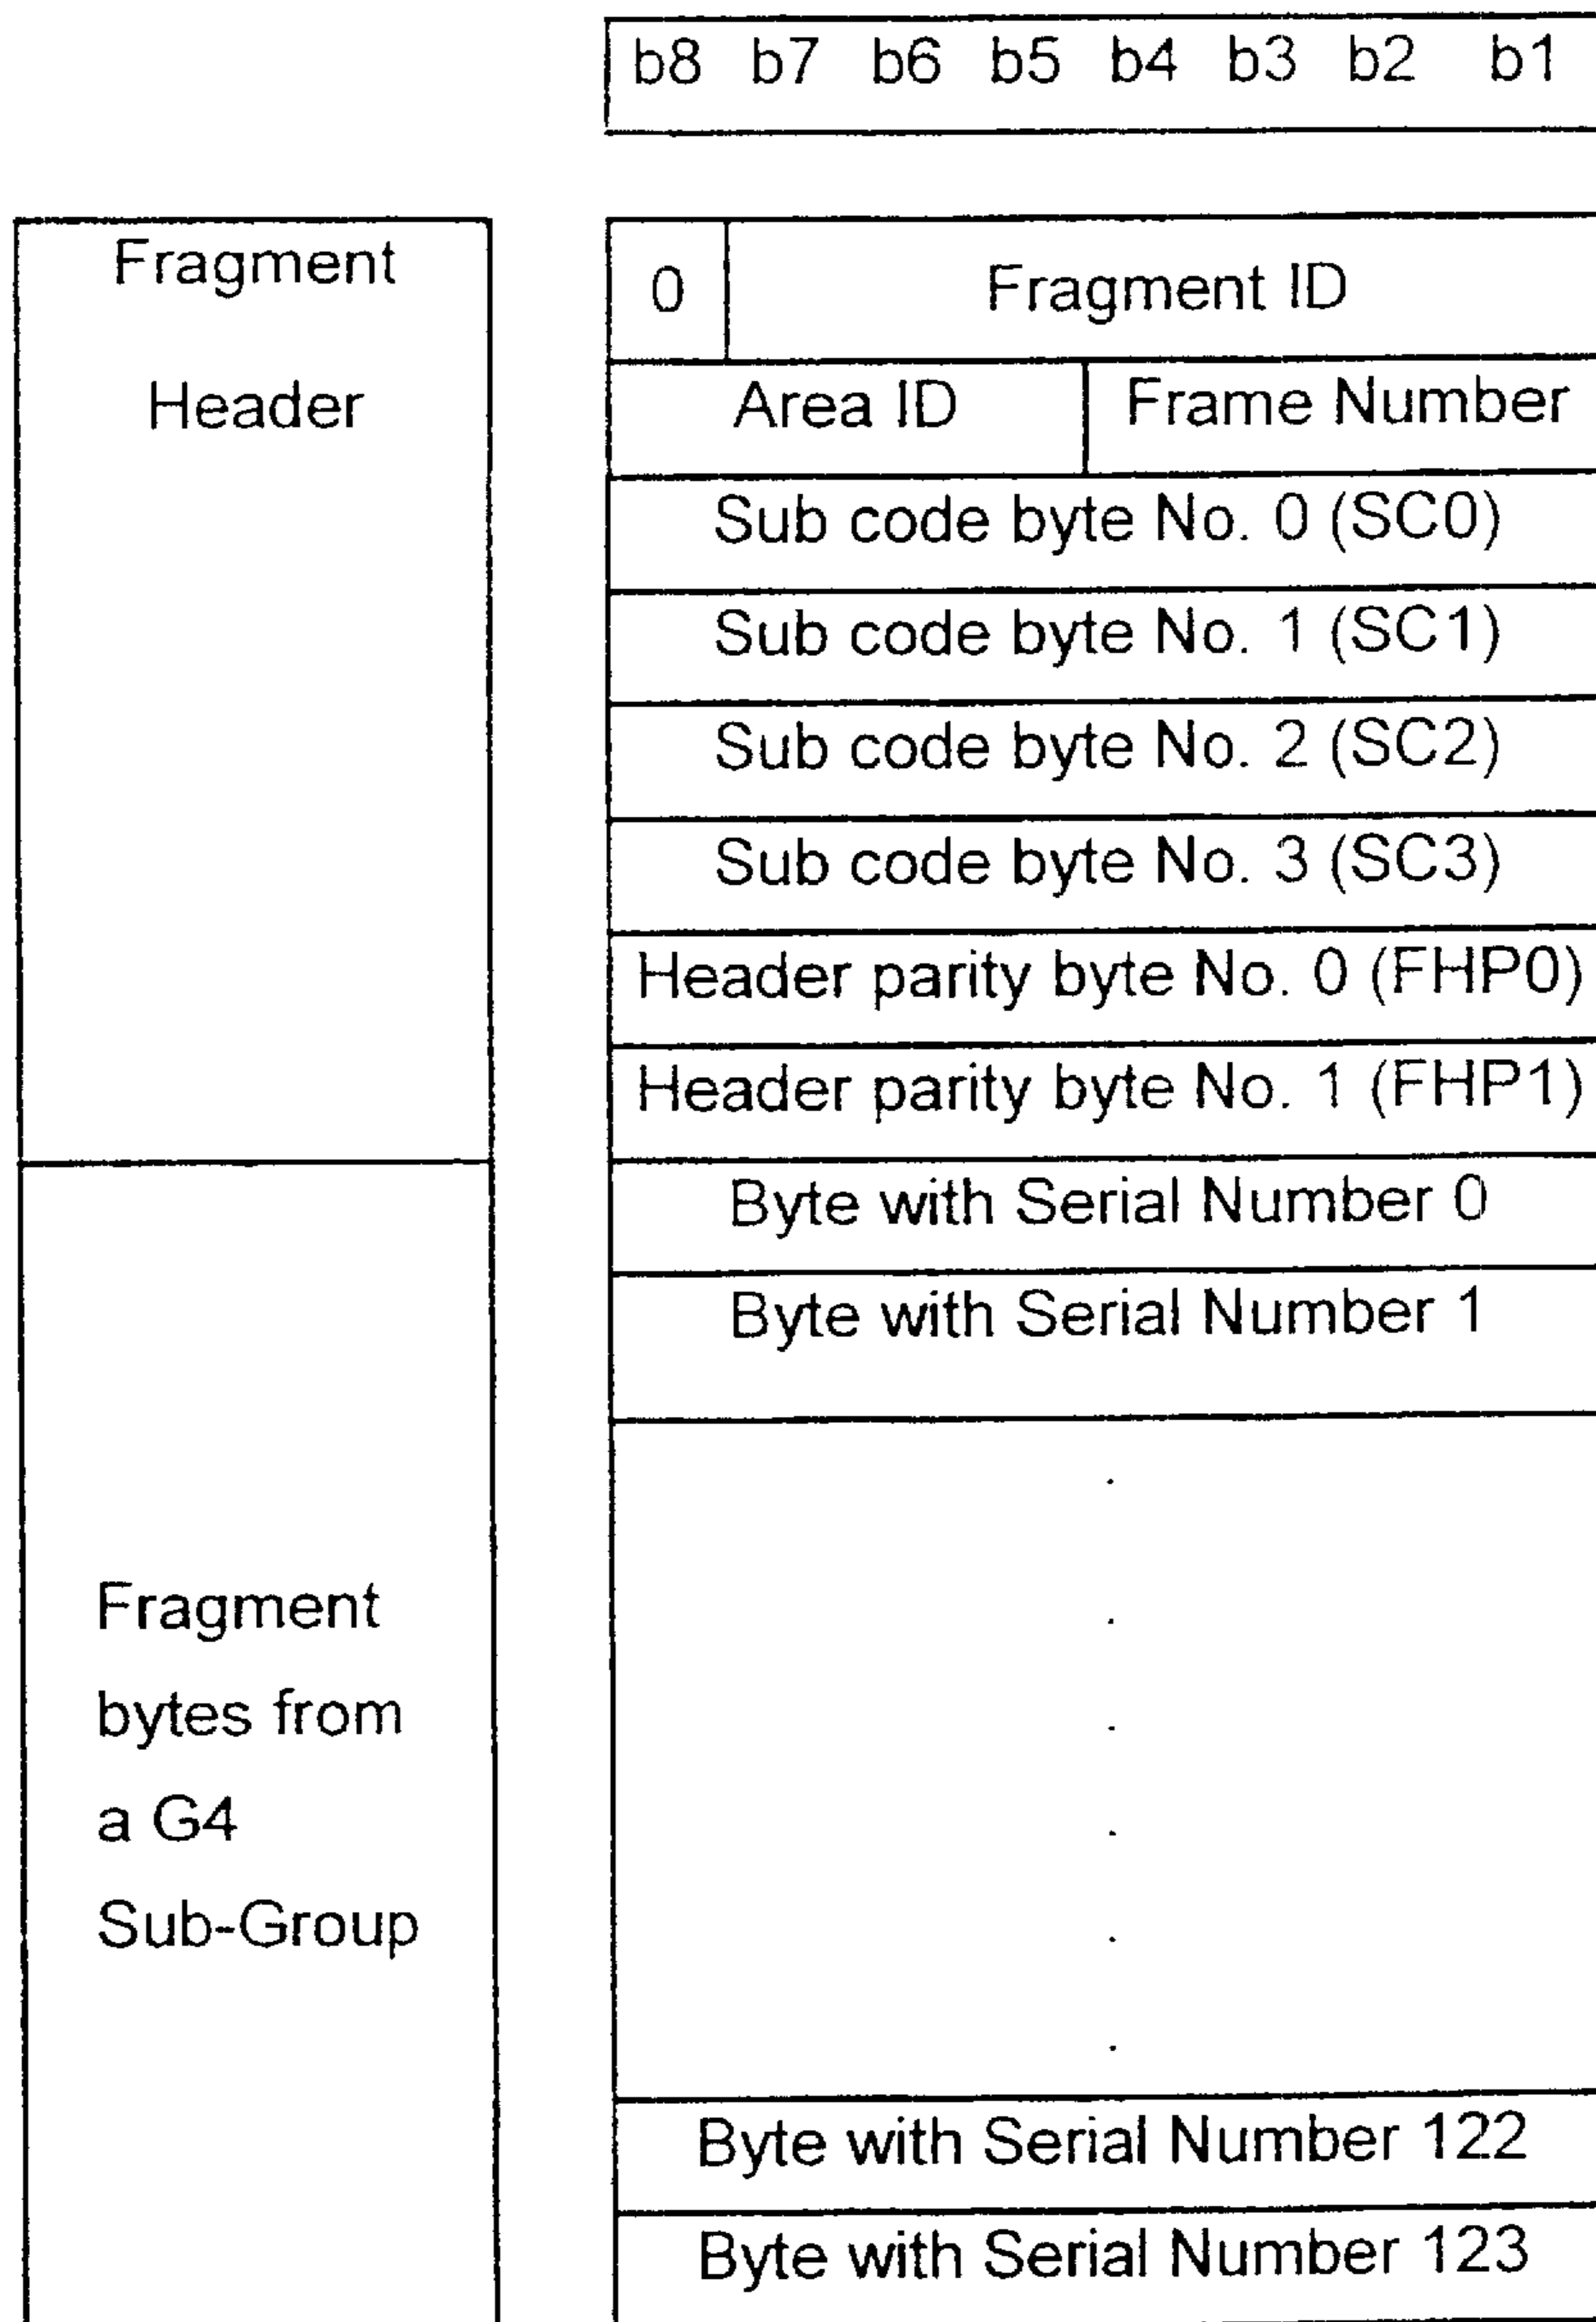 b8 b7 b6 b5 b4 b3 b2 b1
Fragment
Header
0 Fragment ID
Area ID Frame Number
Sub code byte No. 0 (SC0)
Sub code byte No. 1 (SC1)
Sub code byte No. 2 (SC2)
Sub code byte No. 3 (SC3)
Header parity byte No. 0 (FHP0)
Header parity byte No. 1 (FHP1)
Fragment
bytes from
a G4
Sub-Group
Byte with Serial Number 0
Byte with Serial Number 1
.
.
.
.
.
.
Byte with Serial Number 122
Byte with Serial Number 123